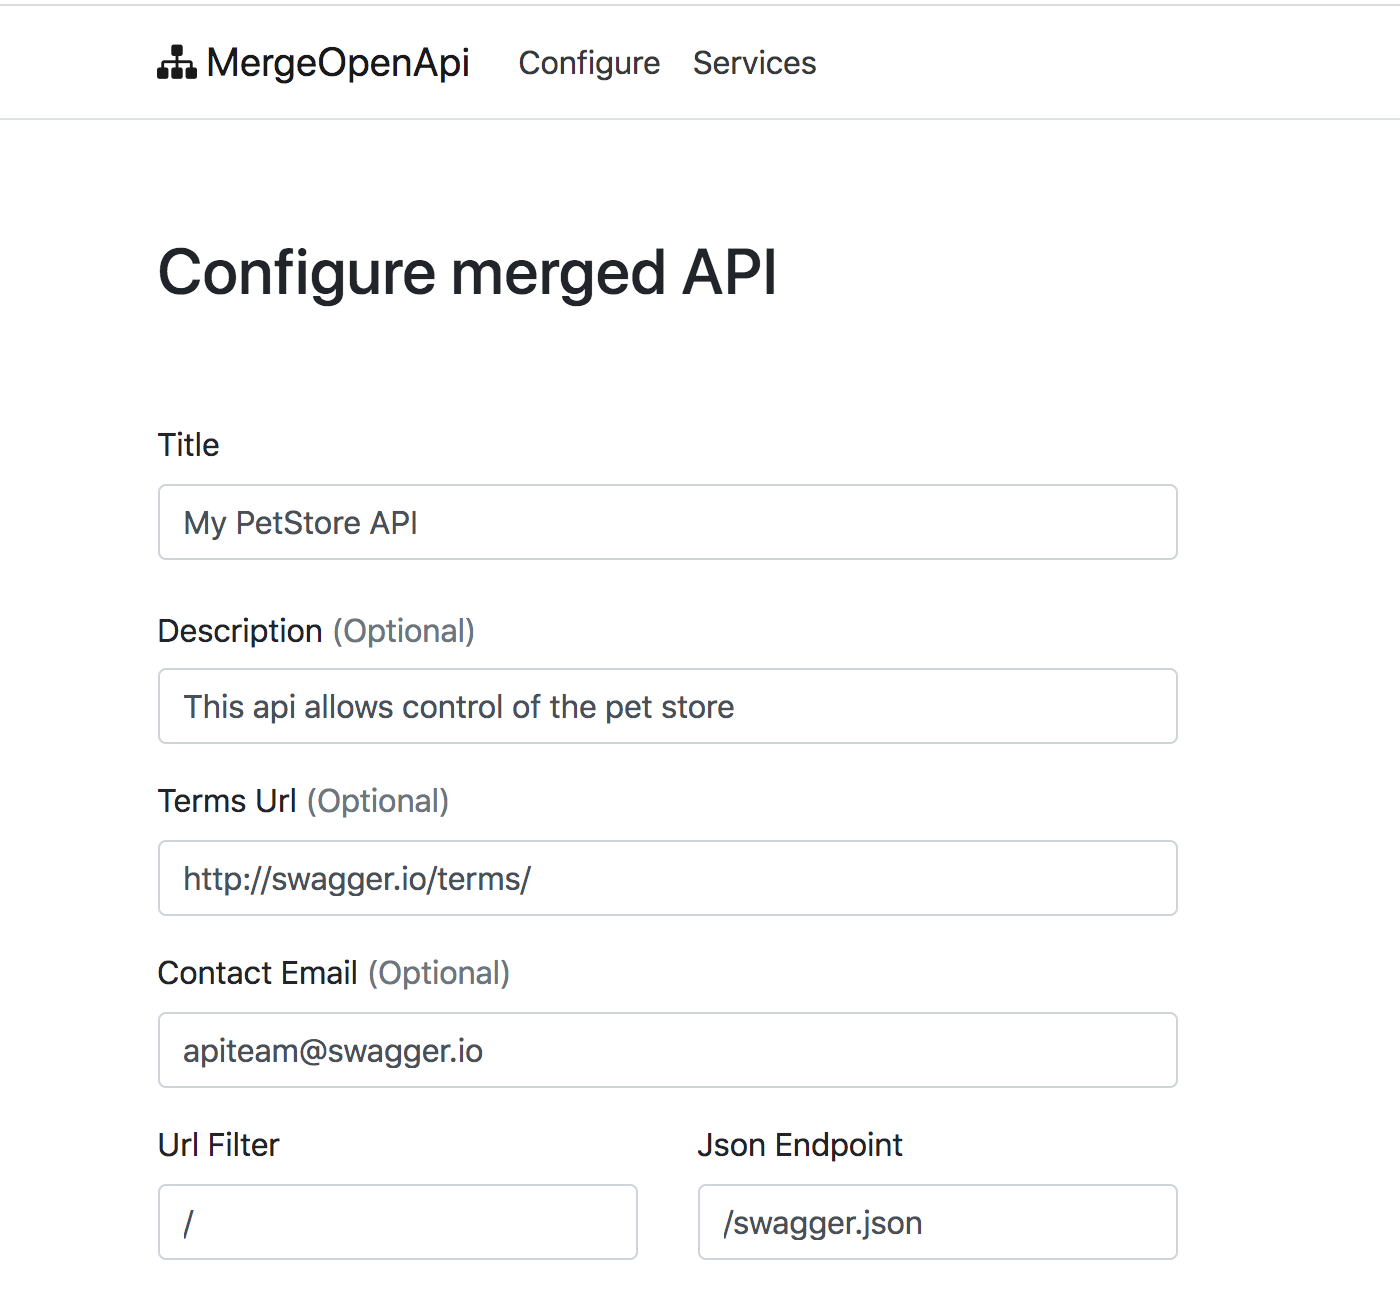 MergeOpenApi Configure Services
Configure merged API
Title
My PetStore API
Description (Optional)
This api allows control of the pet store
Terms Url (Optional)
http://swagger.io/terms/
Contact Email (Optional)
apiteam@swagger.io
Url Filter Json Endpoint
/ /swagger.json